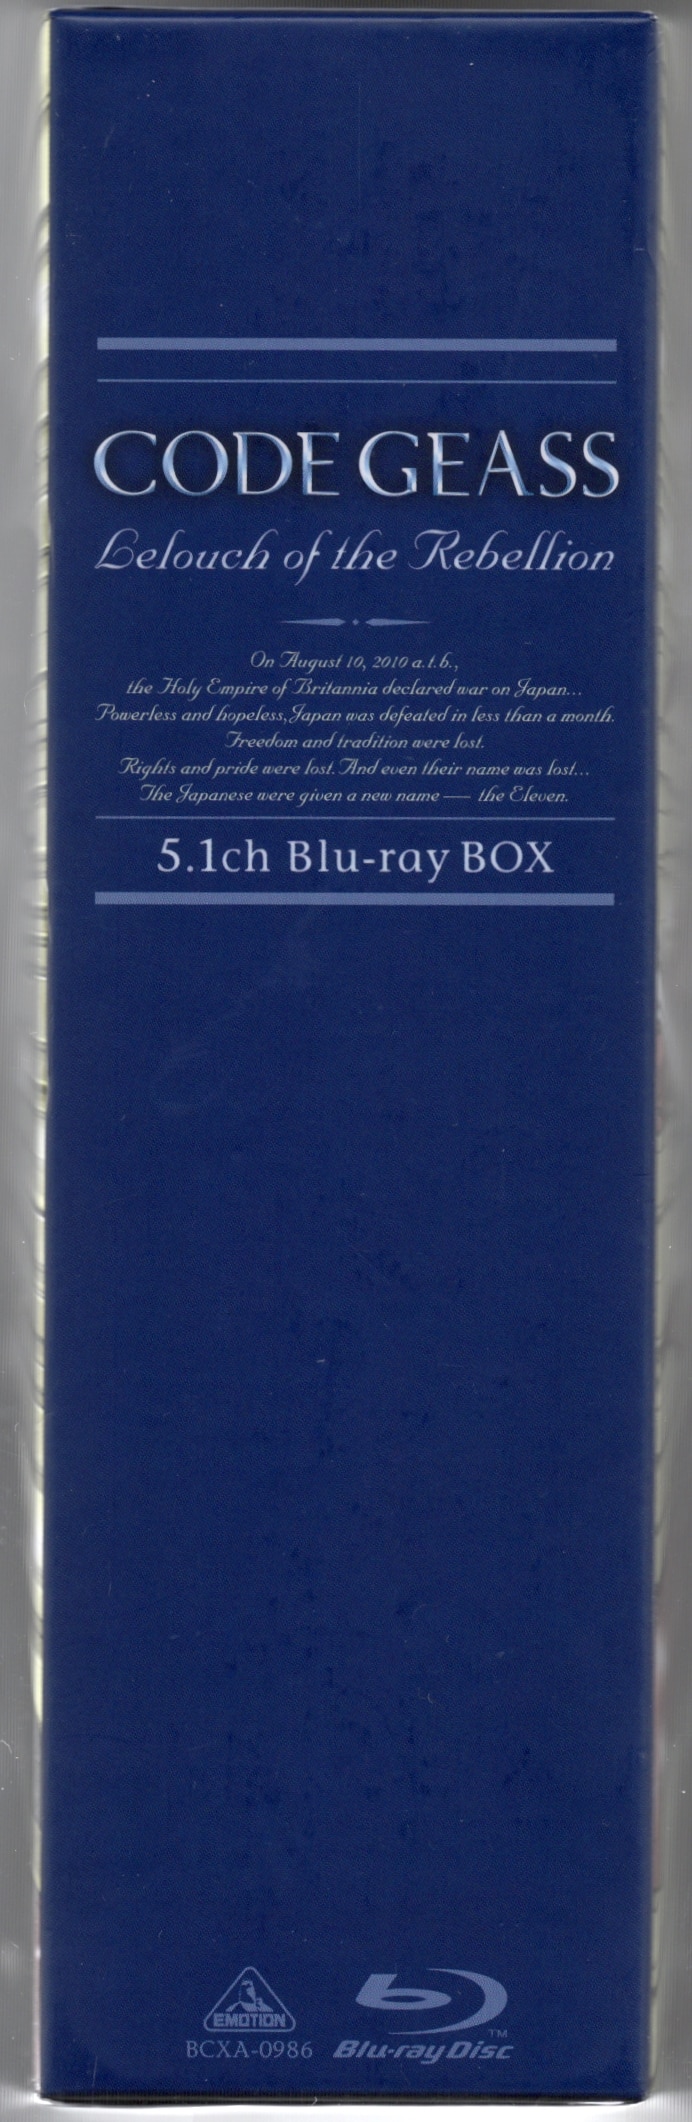 CODE GEASS
Lelouch of the Rebellion
On August 10, 2010 a.t.b.,
the Holy Empire of Britannia declared war on Japan...
Powerless and hopeless, Japan was defeated in less than a month.
Freedom and tradition were lost.
Rights and pride were lost. And even their name was lost...
The Japanese were given a new name — the Eleven.
5.1ch Blu-ray BOX
EMOTION
BCXA-0986
Blu-ray Disc
TM